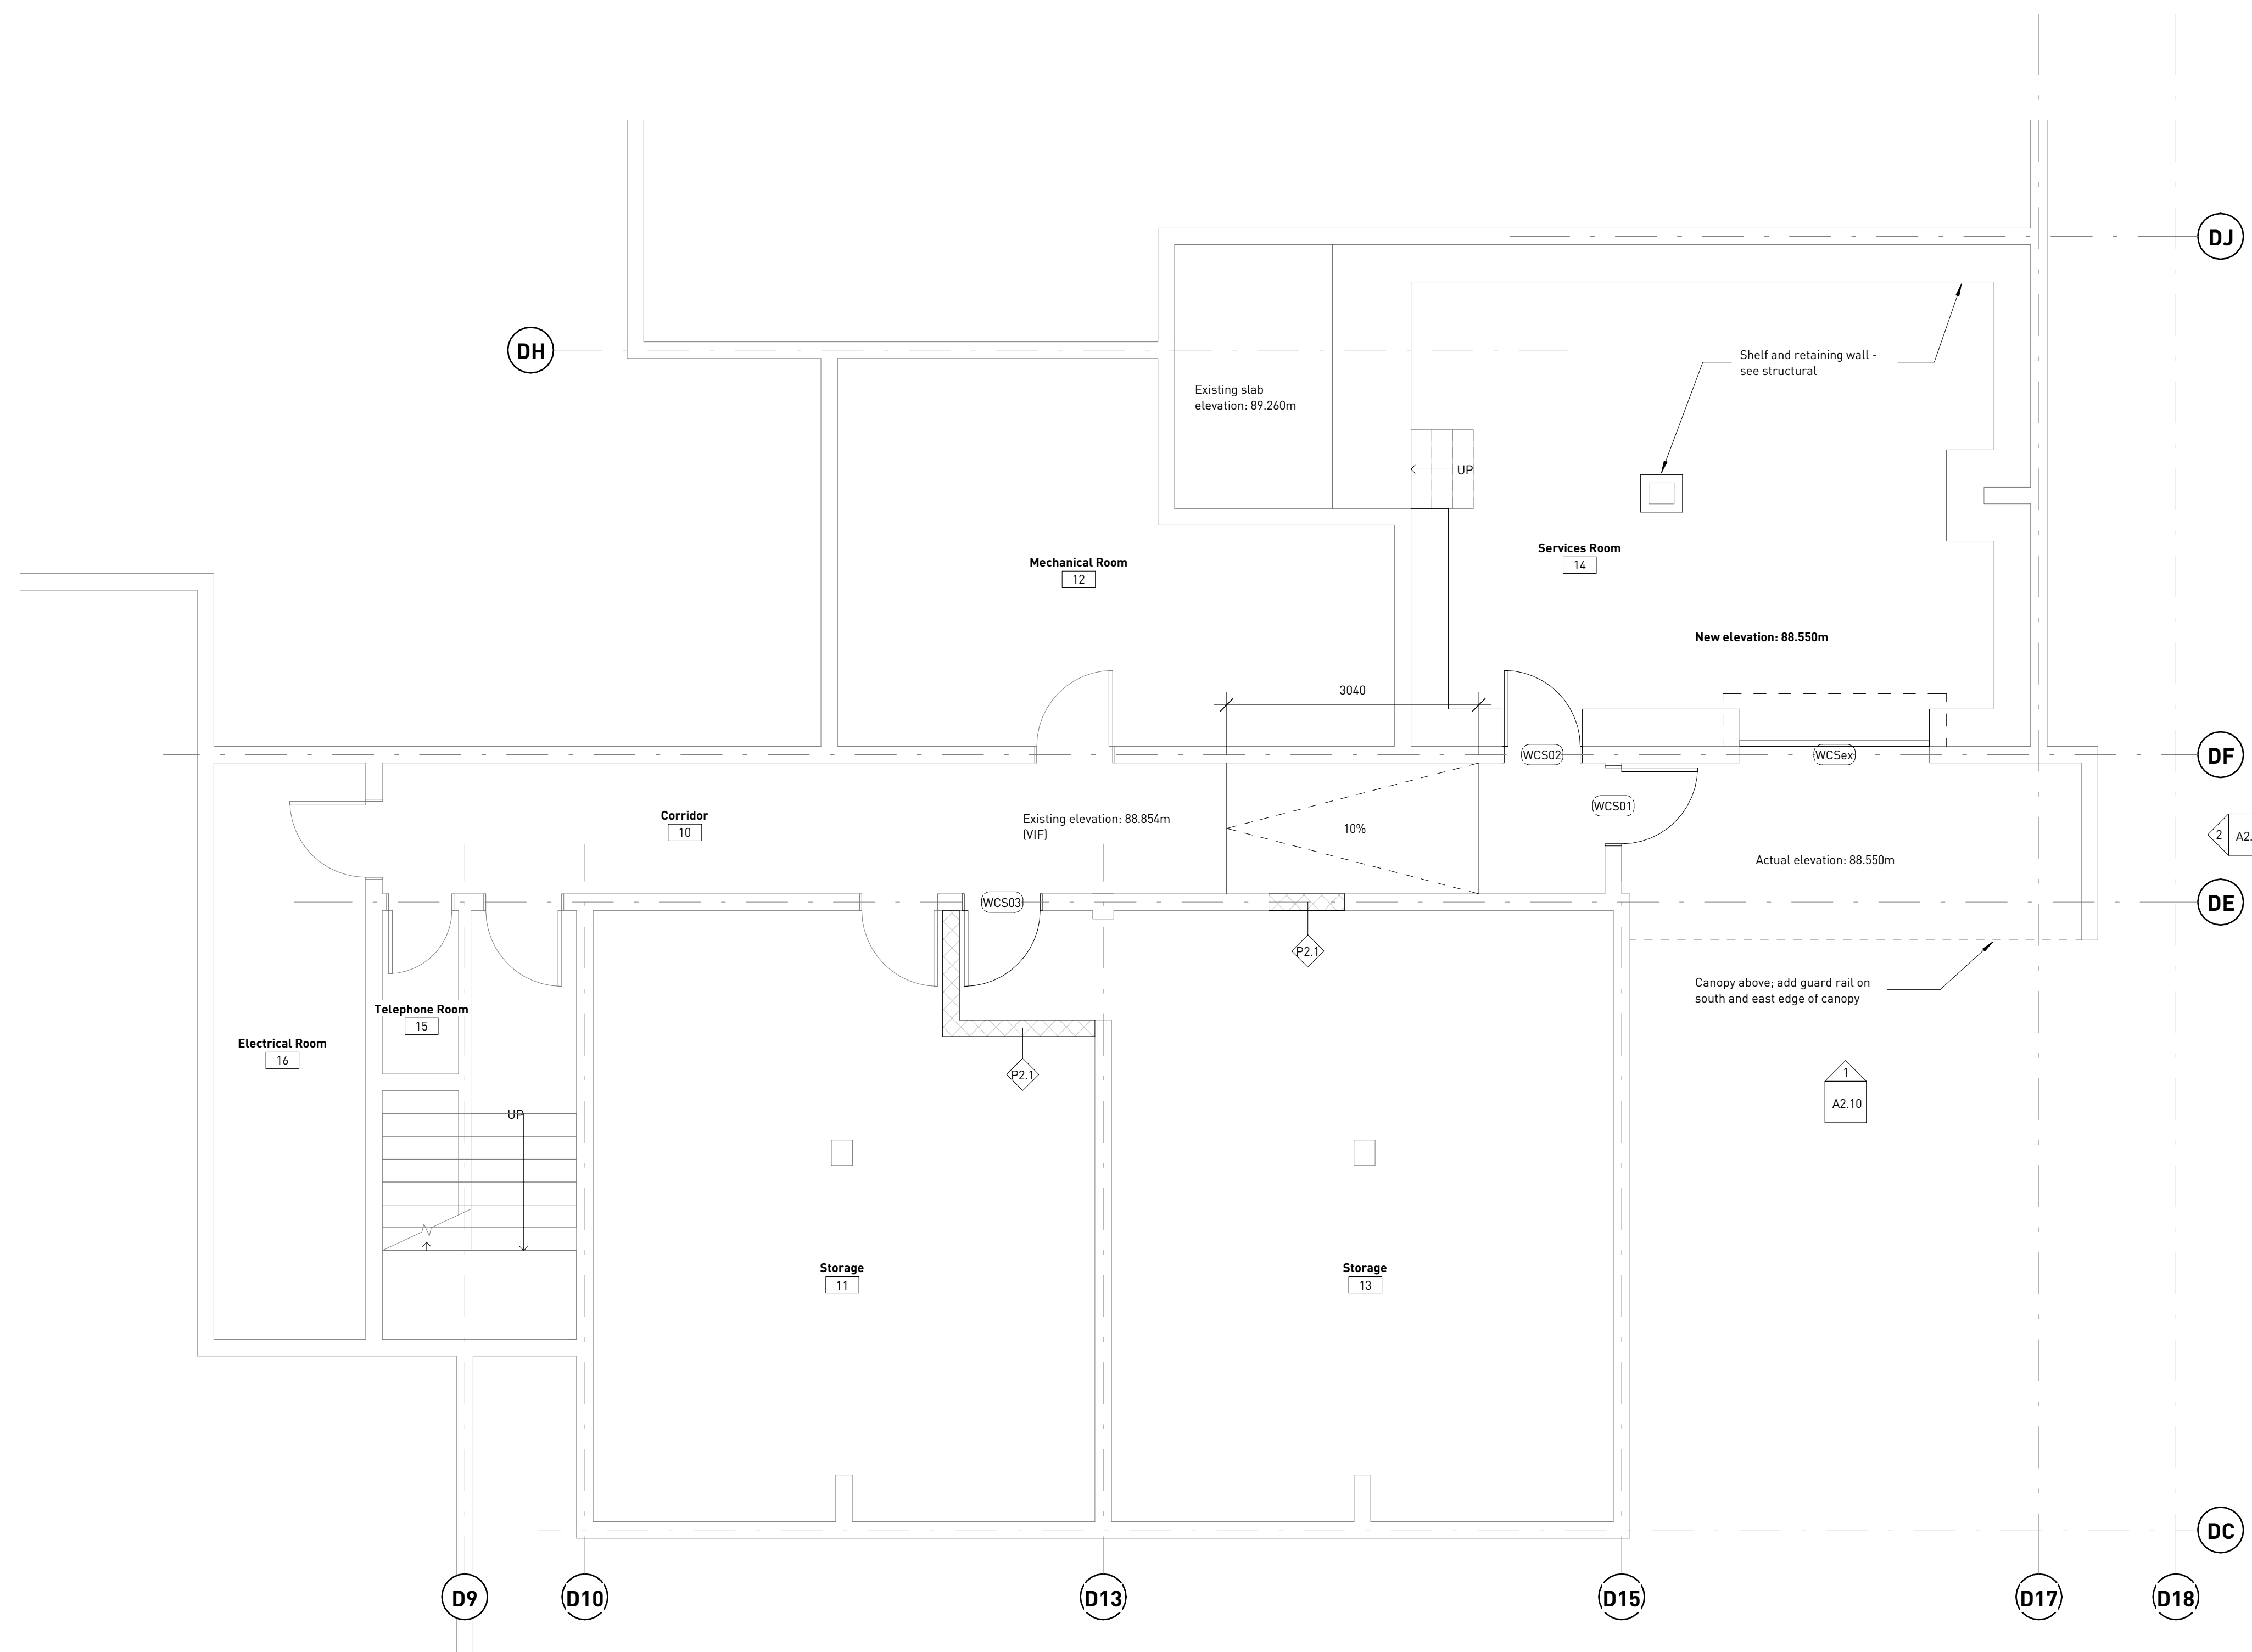 DJ
DH
Shelf and retaining wall -
see structural
Existing slab
elevation: 89.260m
UP
Services Room
14
Mechanical Room
12
New elevation: 88.550m
3040
WCS02
WCSex
DF
WCS01
Corridor
10
Existing elevation: 88.854m
(VIF)
10%
2
A2.
Actual elevation: 88.550m
WCS03
DE
P2.1
Canopy above; add guard rail on
south and east edge of canopy
Telephone Room
15
Electrical Room
16
P2.1
1
A2.10
UP
Storage
11
Storage
13
DC
D9
D10
D13
D15
D17
D18